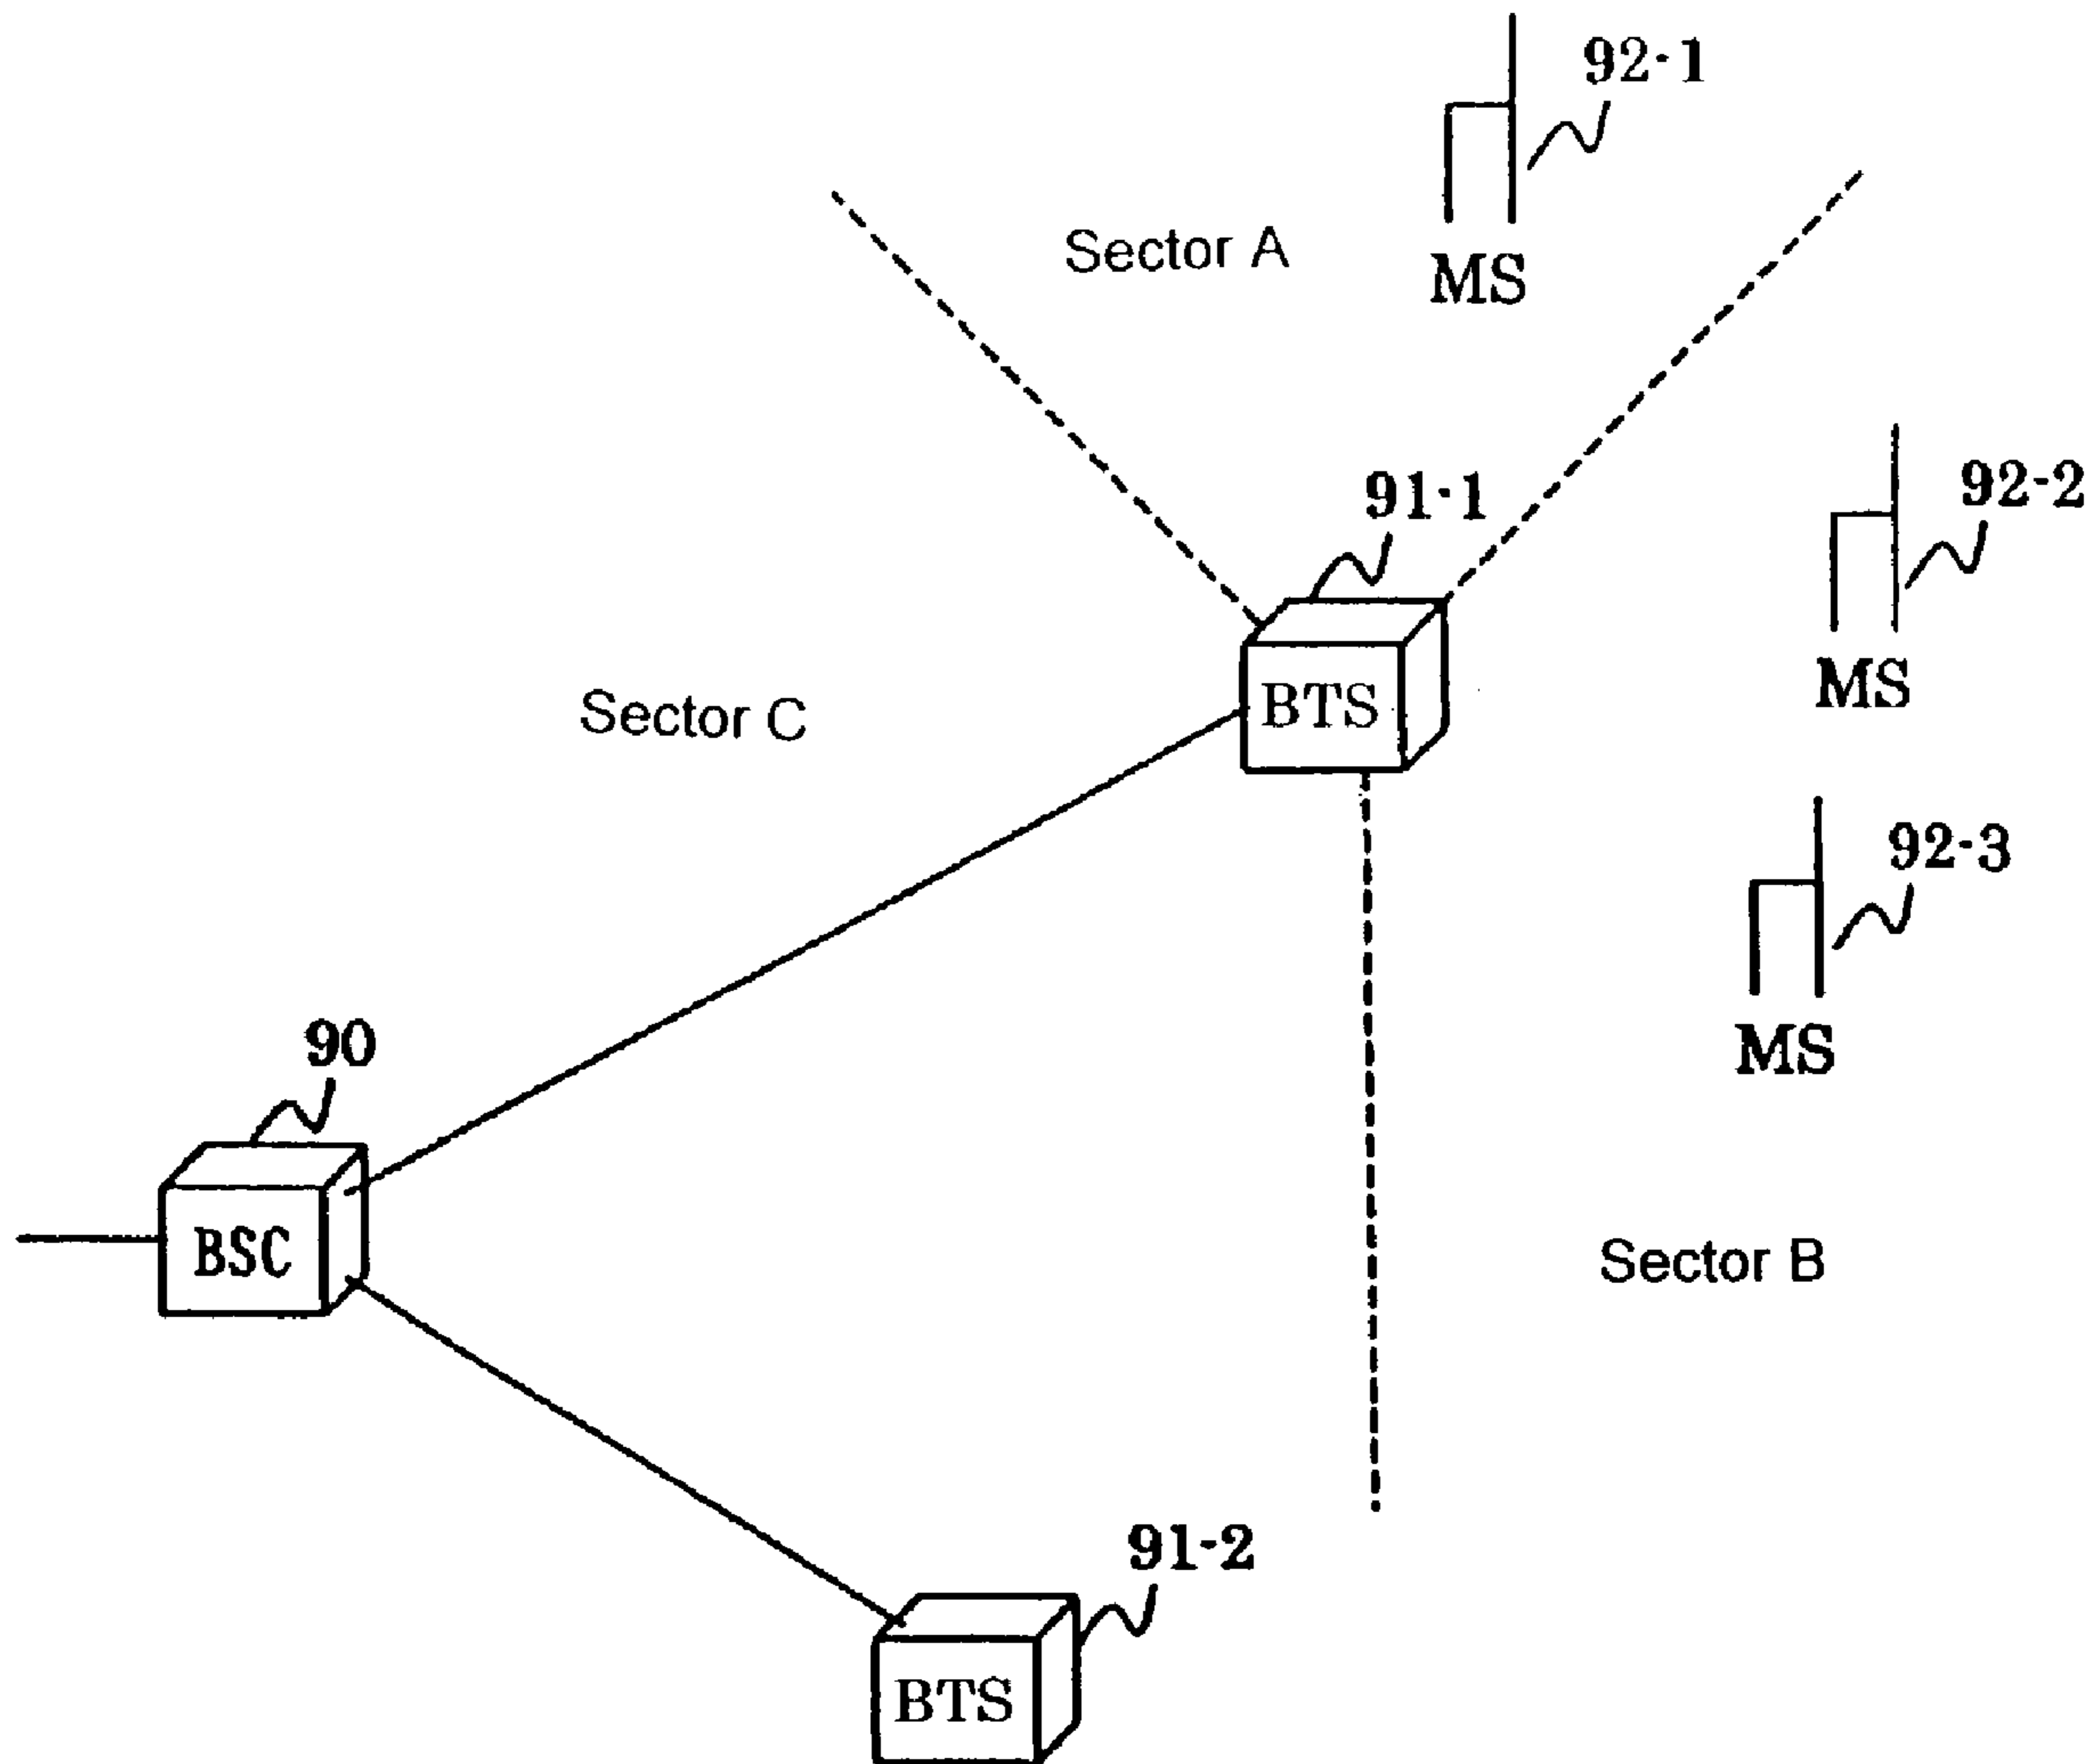 92-1
Sector A
MS
91-1
92-2
BTS
MS
Sector C
92-3
MS
90
BSC
Sector B
91-2
BTS